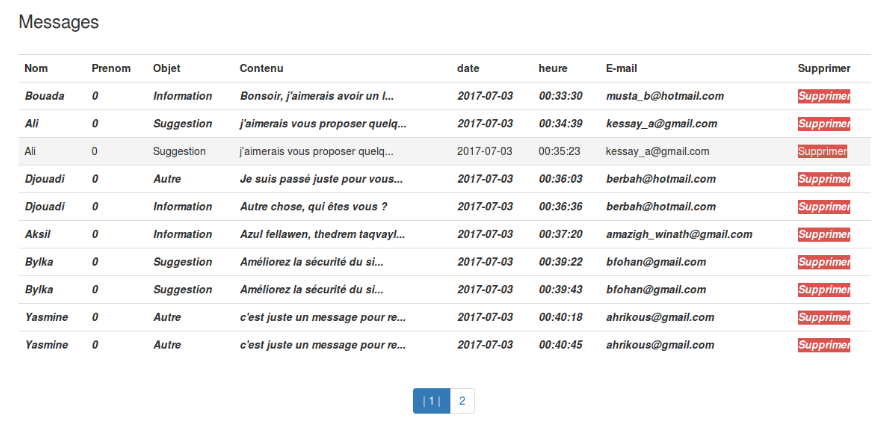 Messages
Nom Prenom Objet Contenu date heure E-mail Supprimer
Bouada 0 Information Bonsoir, j'aimerais avoir un I... 2017-07-03 00:33:30 musta_b@hotmail.com Supprimer
Ali 0 Suggestion j'aimerais vous proposer quelq... 2017-07-03 00:34:39 kessay_a@gmail.com Supprimer
Ali 0 Suggestion j'aimerais vous proposer quelq... 2017-07-03 00:35:23 kessay_a@gmail.com Supprimer
Djouadi 0 Autre Je suis passé juste pour vous... 2017-07-03 00:36:03 berbah@hotmail.com Supprimer
Djouadi 0 Information Autre chose, qui êtes vous ? 2017-07-03 00:36:36 berbah@hotmail.com Supprimer
Aksil 0 Information Azul fellawen, thedrem taqvayl... 2017-07-03 00:37:20 amazigh_winath@gmail.com Supprimer
Bylka 0 Suggestion Améliorez la sécurité du si... 2017-07-03 00:39:22 bfohan@gmail.com Supprimer
Bylka 0 Suggestion Améliorez la sécurité du si... 2017-07-03 00:39:43 bfohan@gmail.com Supprimer
Yasmine 0 Autre c'est juste un message pour re... 2017-07-03 00:40:18 ahrikous@gmail.com Supprimer
Yasmine 0 Autre c'est juste un message pour re... 2017-07-03 00:40:45 ahrikous@gmail.com Supprimer
| 1 | 2